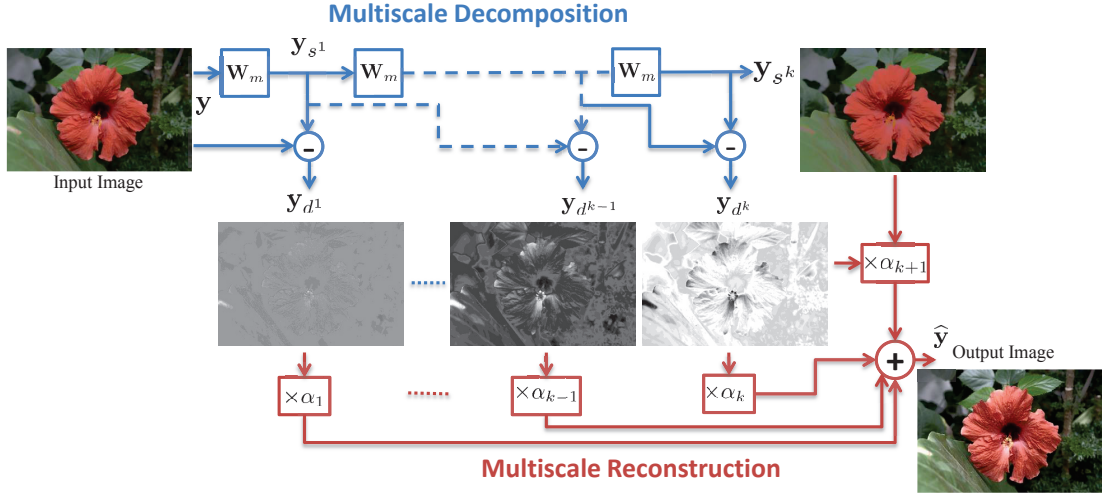 Multiscale Decomposition
y
W_m
y_{s^1}
W_m
W_m
y_{s^k}
Input Image
-
-
-
y_{d^1}
y_{d^{k-1}}
y_{d^k}
×α_{k+1}
ŷ
+
Output Image
×α_1
×α_{k-1}
×α_k
Multiscale Reconstruction